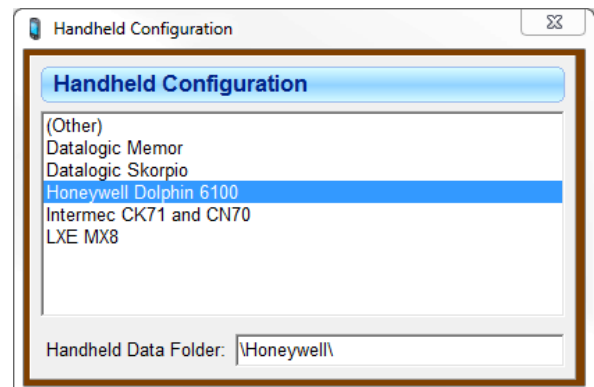 Handheld Configuration
Handheld Configuration
(Other)
Datalogic Memor
Datalogic Skorpio
Honeywell Dolphin 6100
Intermec CK71 and CN70
LXE MX8
Handheld Data Folder: \Honeywell\